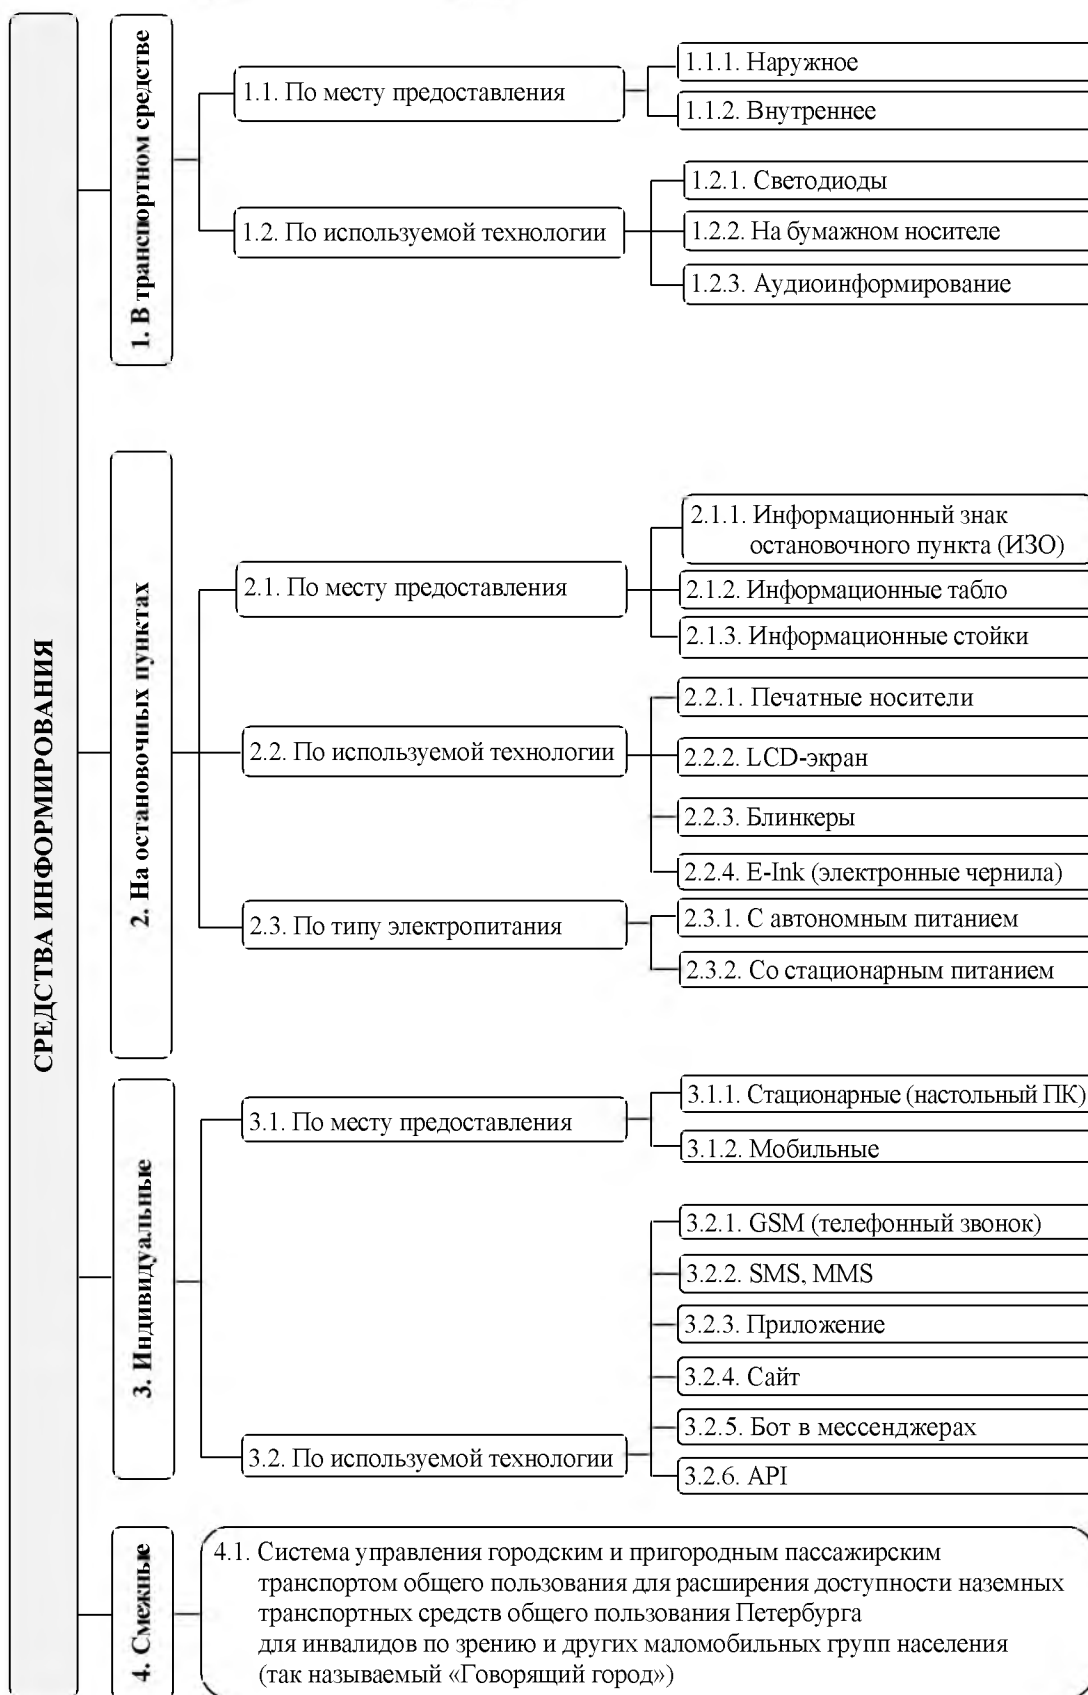 СРЕДСТВА ИНФОРМИРОВАНИЯ
1. В транспортном средстве
1.1. По месту предоставления
1.1.1. Наружное
1.1.2. Внутреннее
1.2. По используемой технологии
1.2.1. Светодиоды
1.2.2. На бумажном носителе
1.2.3. Аудиоинформирование
2. На остановочных пунктах
2.1. По месту предоставления
2.1.1. Информационный знак
остановочного пункта (ИЗО)
2.1.2. Информационные табло
2.1.3. Информационные стойки
2.2. По используемой технологии
2.2.1. Печатные носители
2.2.2. LCD-экран
2.2.3. Блинкеры
2.2.4. E-Ink (электронные чернила)
2.3. По типу электропитания
2.3.1. С автономным питанием
2.3.2. Со стационарным питанием
3. Индивидуальные
3.1. По месту предоставления
3.1.1. Стационарные (настольный ПК)
3.1.2. Мобильные
3.2. По используемой технологии
3.2.1. GSM (телефонный звонок)
3.2.2. SMS, MMS
3.2.3. Приложение
3.2.4. Сайт
3.2.5. Бот в мессенджерах
3.2.6. API
4. Смежные
4.1. Система управления городским и пригородным пассажирским
транспортом общего пользования для расширения доступности наземных
транспортных средств общего пользования Петербурга
для инвалидов по зрению и других маломобильных групп населения
(так называемый «Говорящий город»)